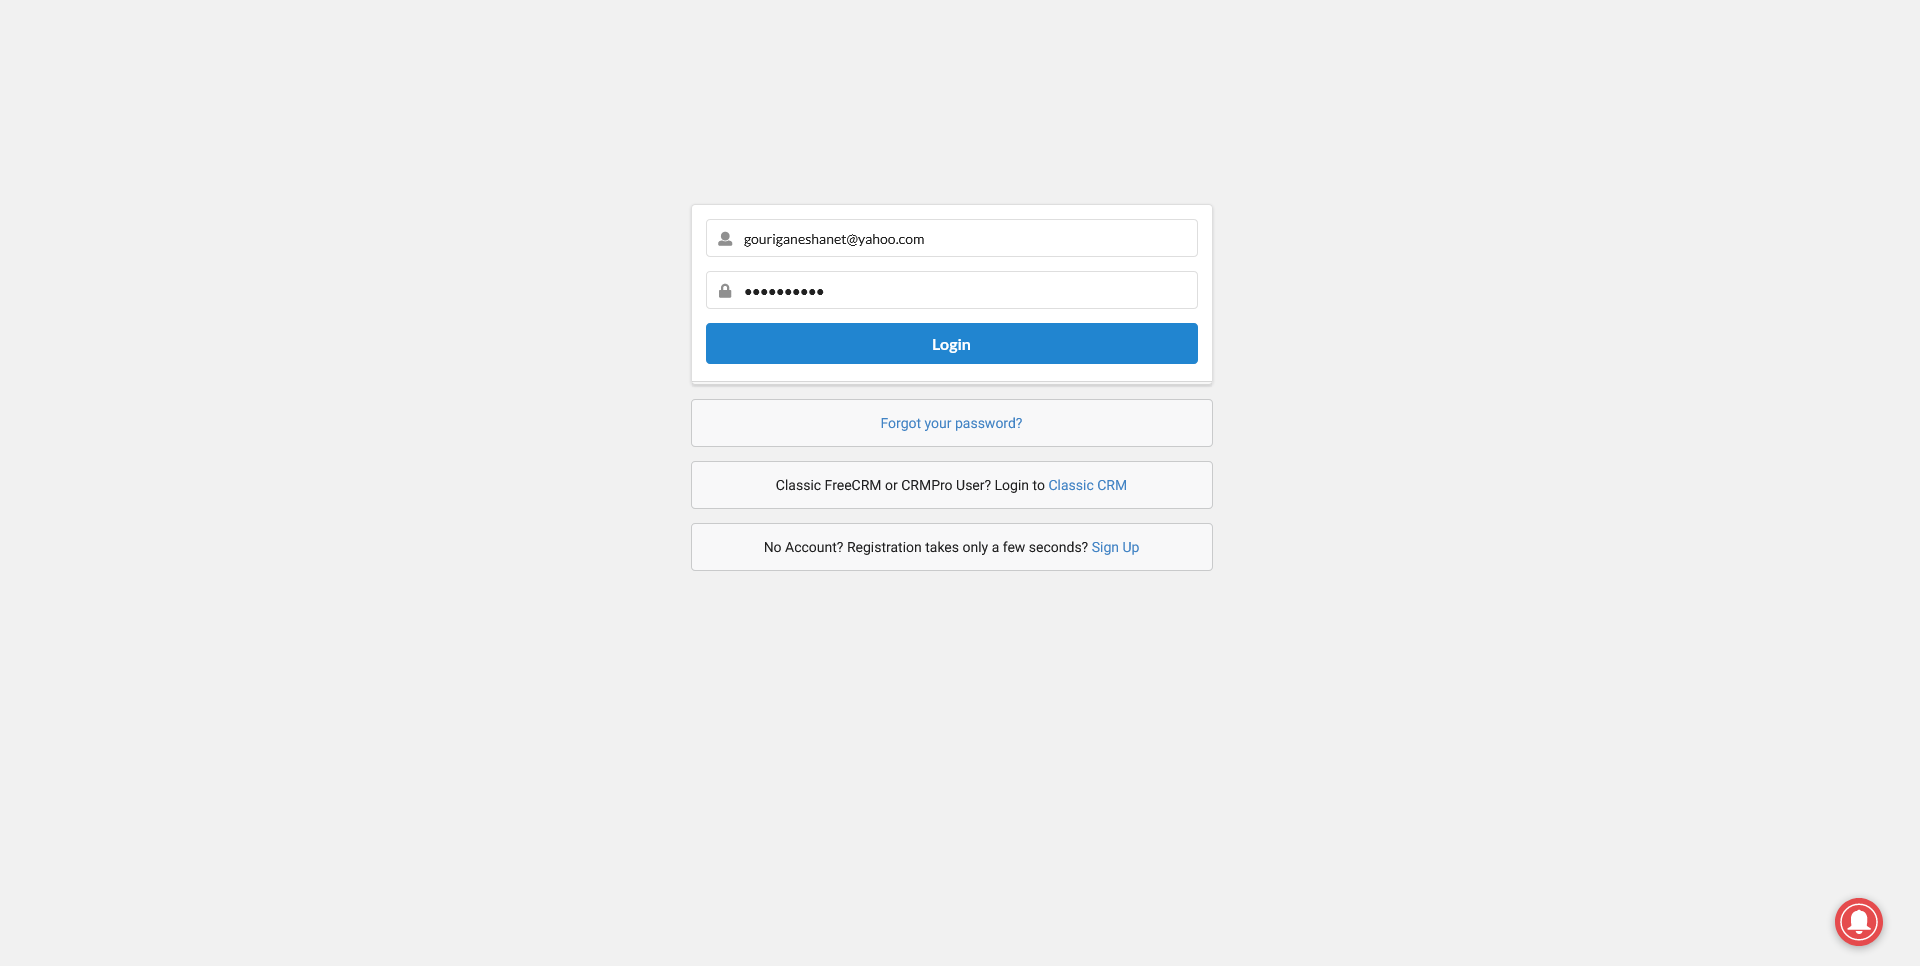 gouriganeshanet@yahoo.com
••••••••••
Login
Forgot your password?
Classic FreeCRM or CRMPro User? Login to Classic CRM
No Account? Registration takes only a few seconds? Sign Up